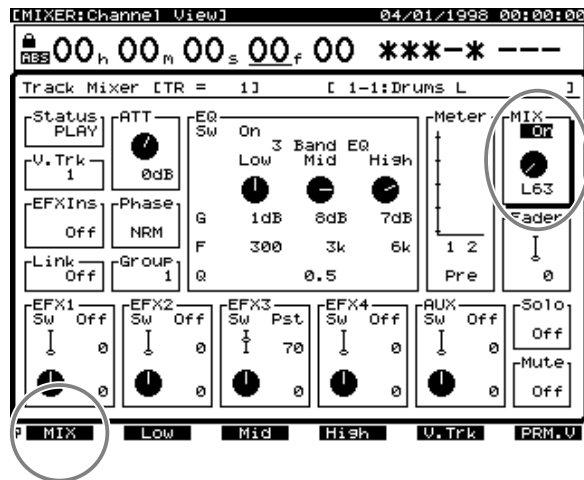 [MIXER:Channel View] 04/01/1998 00:00:00
ABS 00h 00m 00s 00f 00 ***-* ---
Track Mixer [TR = 1] [ 1-1:Drums L ]
Status ATT EQ Meter MIX
PLAY Sw On On
3 Band EQ
V.Trk Low Mid High
1 0dB L63
EFXIns Phase G 1dB 8dB 7dB Fader
Off NRM F 300 3k 6k 1 2
Link Group
Off 1 Q 0.5 Pre 0
EFX1 EFX2 EFX3 EFX4 AUX Solo
Sw Off Sw Off Sw Pst Sw Off Sw Off Off
0 0 70 0 0
Mute
0 0 0 0 0 Off
P MIX Low Mid High V.Trk PRM.V